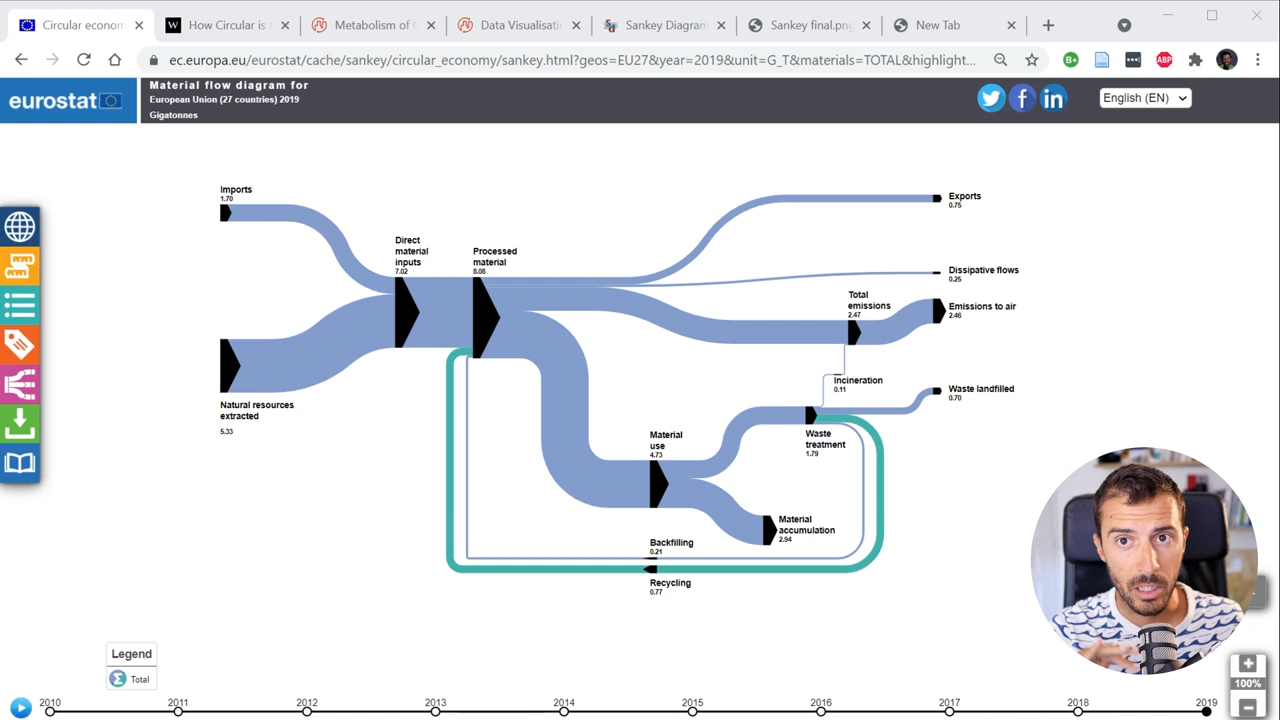 Circular econom
How Circular is
Metabolism of C
Data Visualisatio
Sankey Diagram
Sankey final.pn
New Tab
ec.europa.eu/eurostat/cache/sankey/circular_economy/sankey.html?geos=EU27&year=2019&unit=G_T&materials=TOTAL&highlight...
eurostat
Material flow diagram for
European Union (27 countries) 2019
Gigatonnes
English (EN)
Imports
1.70
Natural resources
extracted
5.33
Direct
material
inputs
7.02
Processed
material
8.08
Exports
0.75
Dissipative flows
0.25
Total
emissions
2.47
Emissions to air
2.46
Incineration
0.11
Waste landfilled
0.70
Waste
treatment
1.79
Material
use
4.73
Material
accumulation
2.94
Backfilling
0.21
Recycling
0.77
Legend
Σ Total
100%
2010
2011
2012
2013
2014
2015
2016
2017
2018
2019